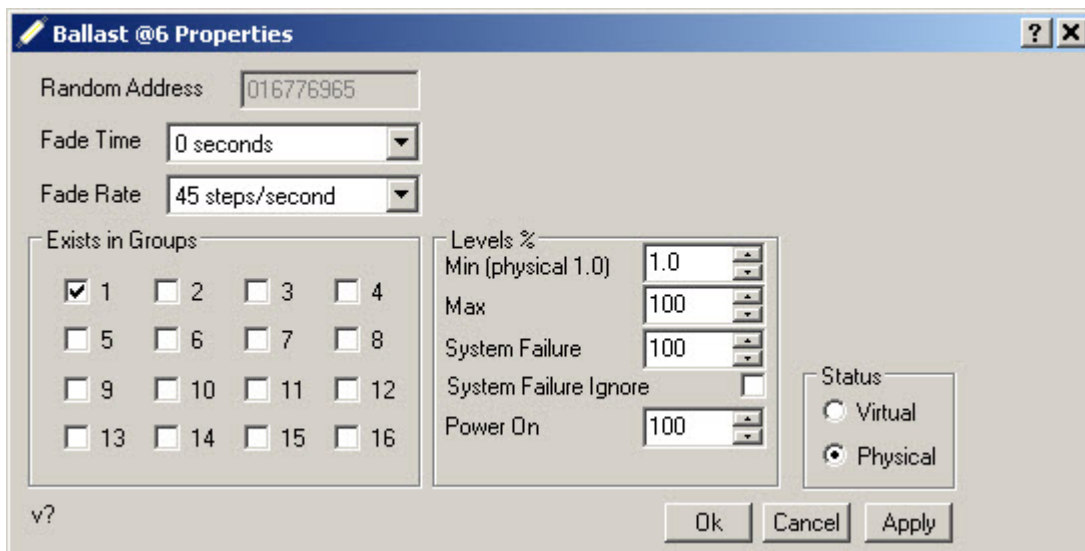 Ballast @6 Properties
Random Address 016776965
Fade Time 0 seconds
Fade Rate 45 steps/second
Exists in Groups
1 2 3 4
5 6 7 8
9 10 11 12
13 14 15 16
Levels %
Min (physical 1.0) 1.0
Max 100
System Failure 100
System Failure Ignore
Power On 100
Status
Virtual
Physical
v?
Ok Cancel Apply